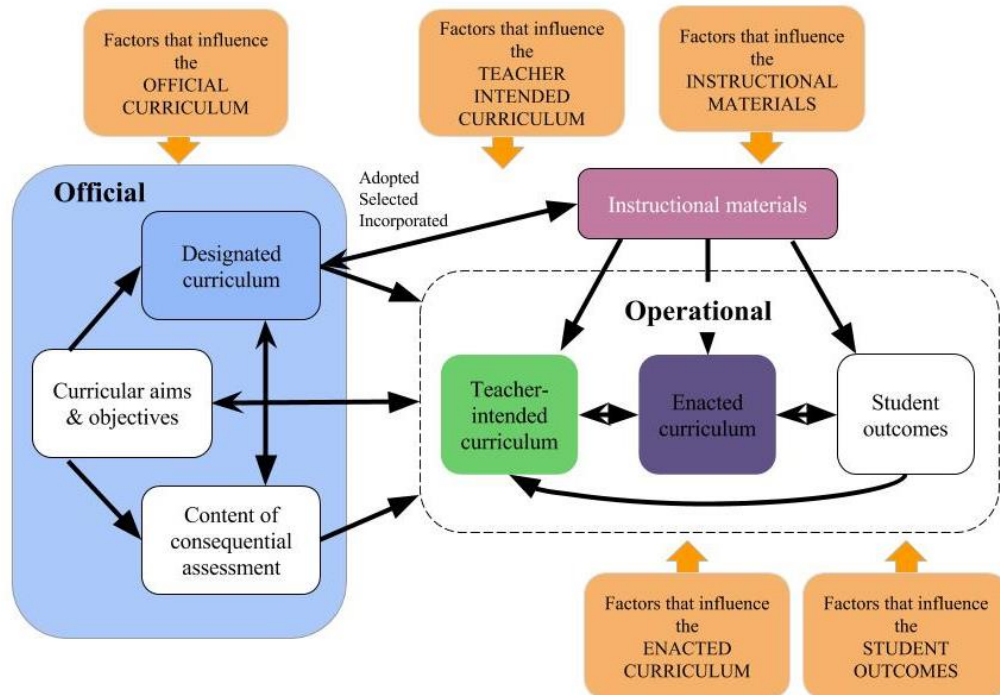 Factors that influence
the
OFFICIAL
CURRICULUM
Factors that influence
the
TEACHER
INTENDED
CURRICULUM
Factors that influence
the
INSTRUCTIONAL
MATERIALS
Official
Adopted
Selected
Incorporated
Instructional materials
Designated
curriculum
Operational
Curricular aims
& objectives
Teacher-
intended
curriculum
Enacted
curriculum
Student
outcomes
Content of
consequential
assessment
Factors that influence
the
ENACTED
CURRICULUM
Factors that influence
the
STUDENT
OUTCOMES